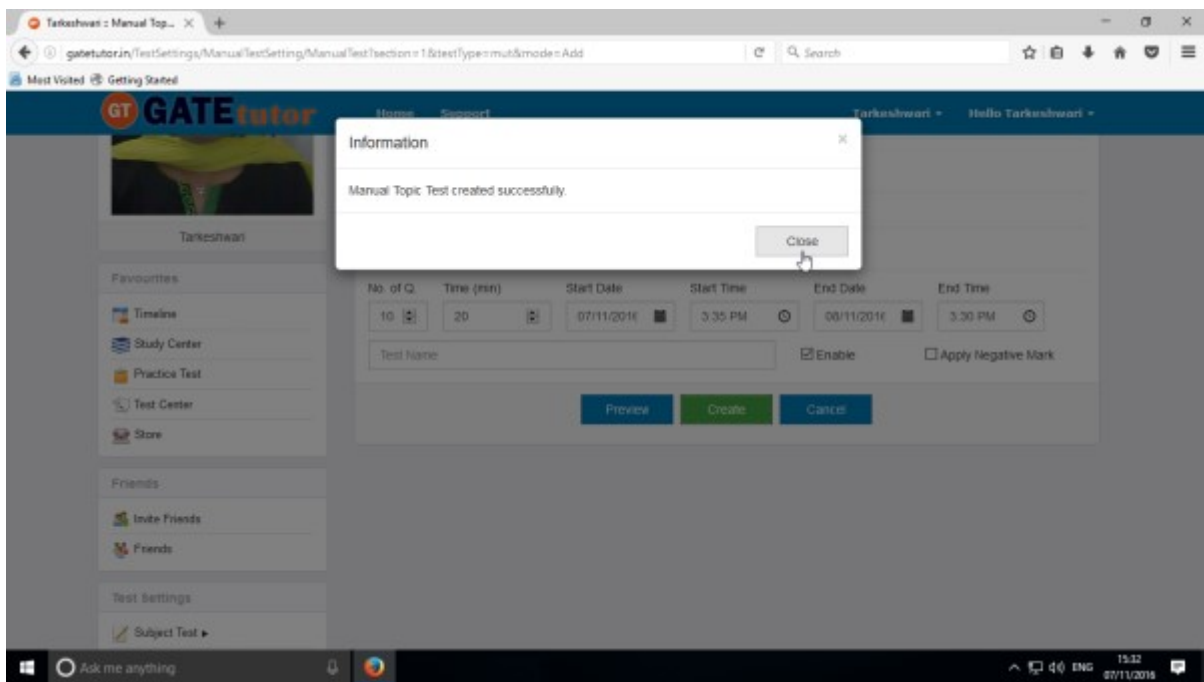 Tarkeshwari :: Manual Top...
gatetutor.in/TestSettings/ManualTestSetting/ManualTest?section=1&testType=mut&mode=Add
Search
Most Visited Getting Started
GT GATEtutor
Home Support Tarkeshwari Hello Tarkeshwari
Information
Manual Topic Test created successfully.
Close
Tarkeshwari
Favourites
Timeline
Study Center
Practice Test
Test Center
Store
Friends
Invite Friends
Friends
Test Settings
Subject Test
No. of Q. Time (min) Start Date Start Time End Date End Time
10 20 07/11/2016 3:35 PM 08/11/2016 3:30 PM
Test Name Enable Apply Negative Mark
Preview Create Cancel
Ask me anything
ENG 15:32
07/11/2016